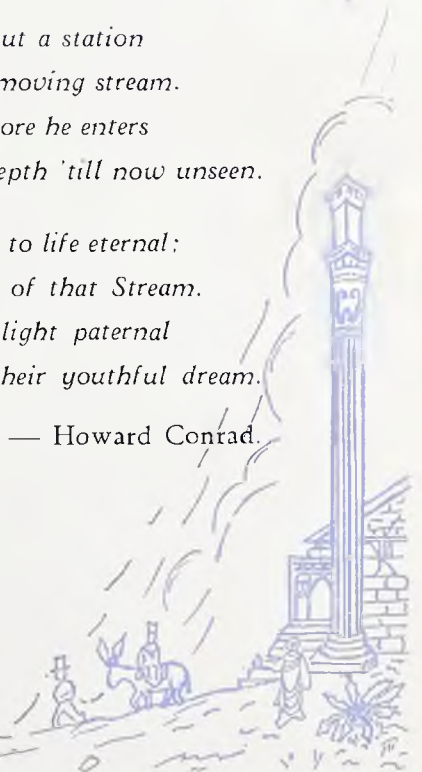 ut a station
moving stream.
ore he enters
epth 'till now unseen.
to life eternal;
of that Stream.
light paternal
heir youthful dream.
— Howard Conrad.